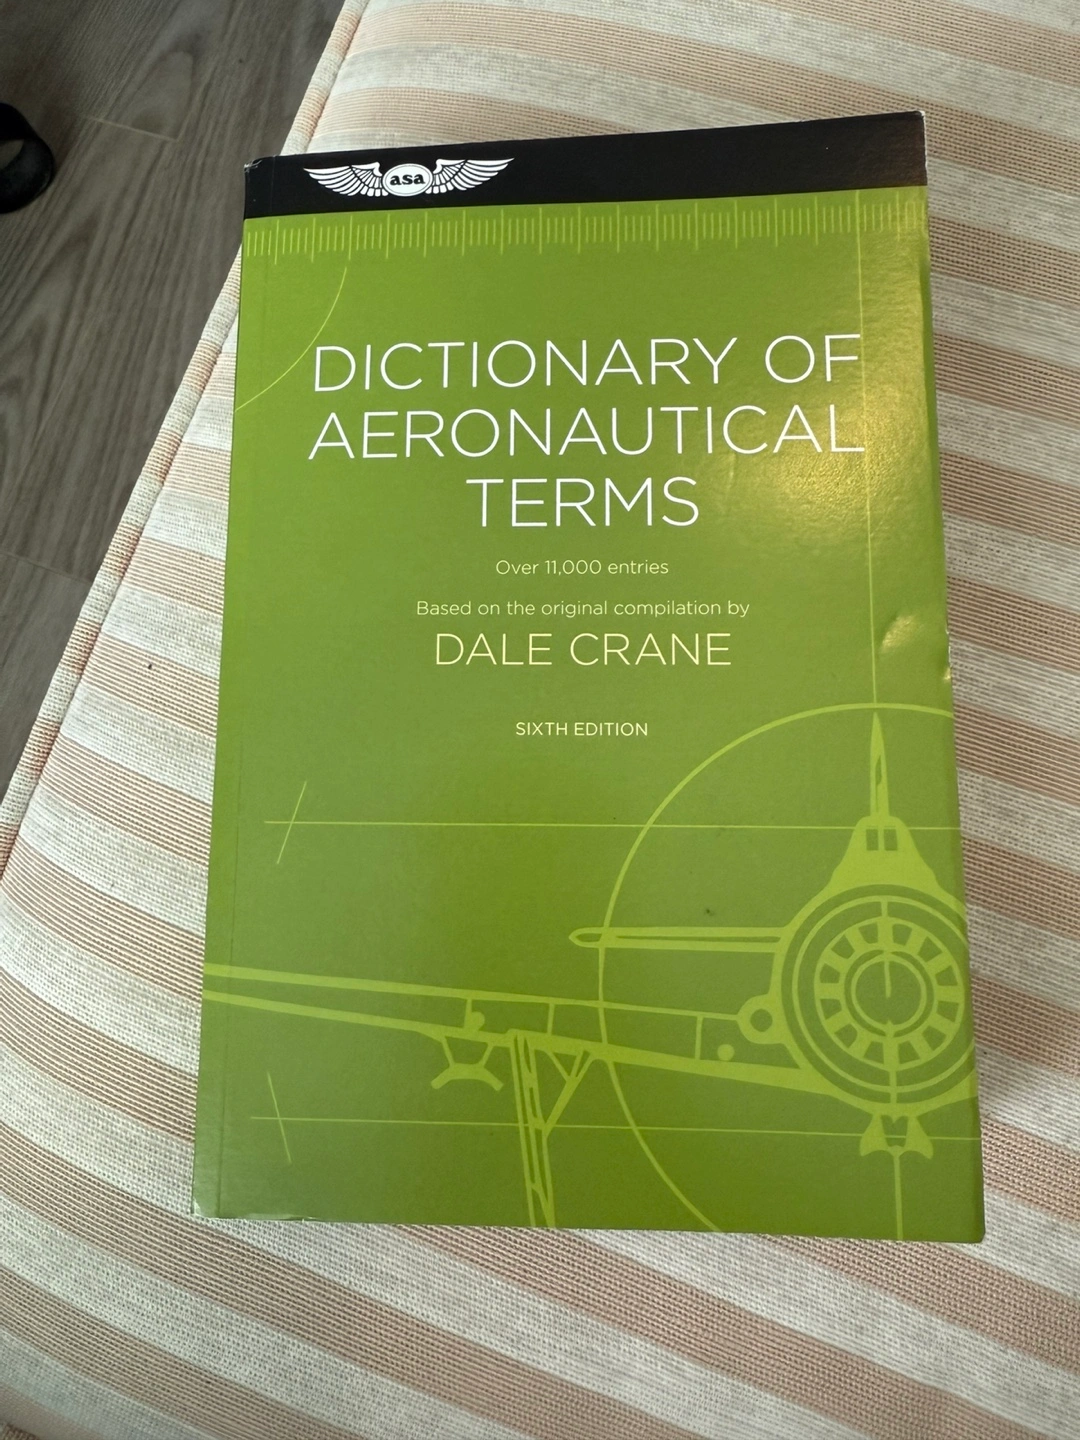 asa
DICTIONARY OF
AERONAUTICAL
TERMS
Over 11,000 entries
Based on the original compilation by
DALE CRANE
SIXTH EDITION